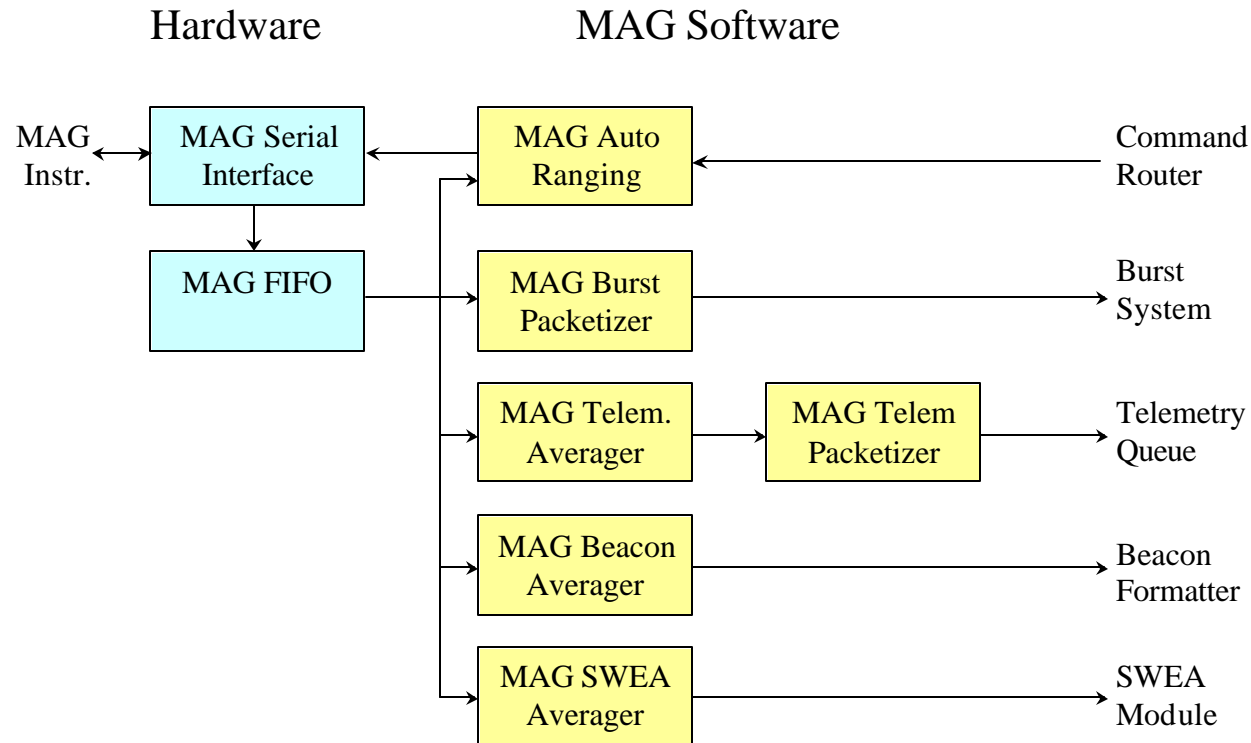 Hardware
MAG Software
MAG
Instr.
MAG Serial
Interface
MAG Auto
Ranging
Command
Router
MAG FIFO
MAG Burst
Packetizer
Burst
System
MAG Telem.
Averager
MAG Telem
Packetizer
Telemetry
Queue
MAG Beacon
Averager
Beacon
Formatter
MAG SWEA
Averager
SWEA
Module